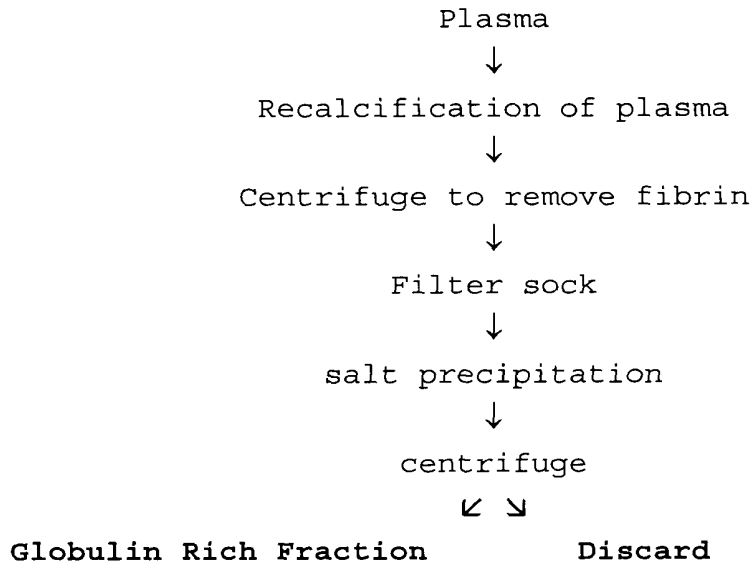 Plasma
↓
Recalcification of plasma
↓
Centrifuge to remove fibrin
↓
Filter sock
↓
salt precipitation
↓
centrifuge
↙ ↘
Globulin Rich Fraction Discard